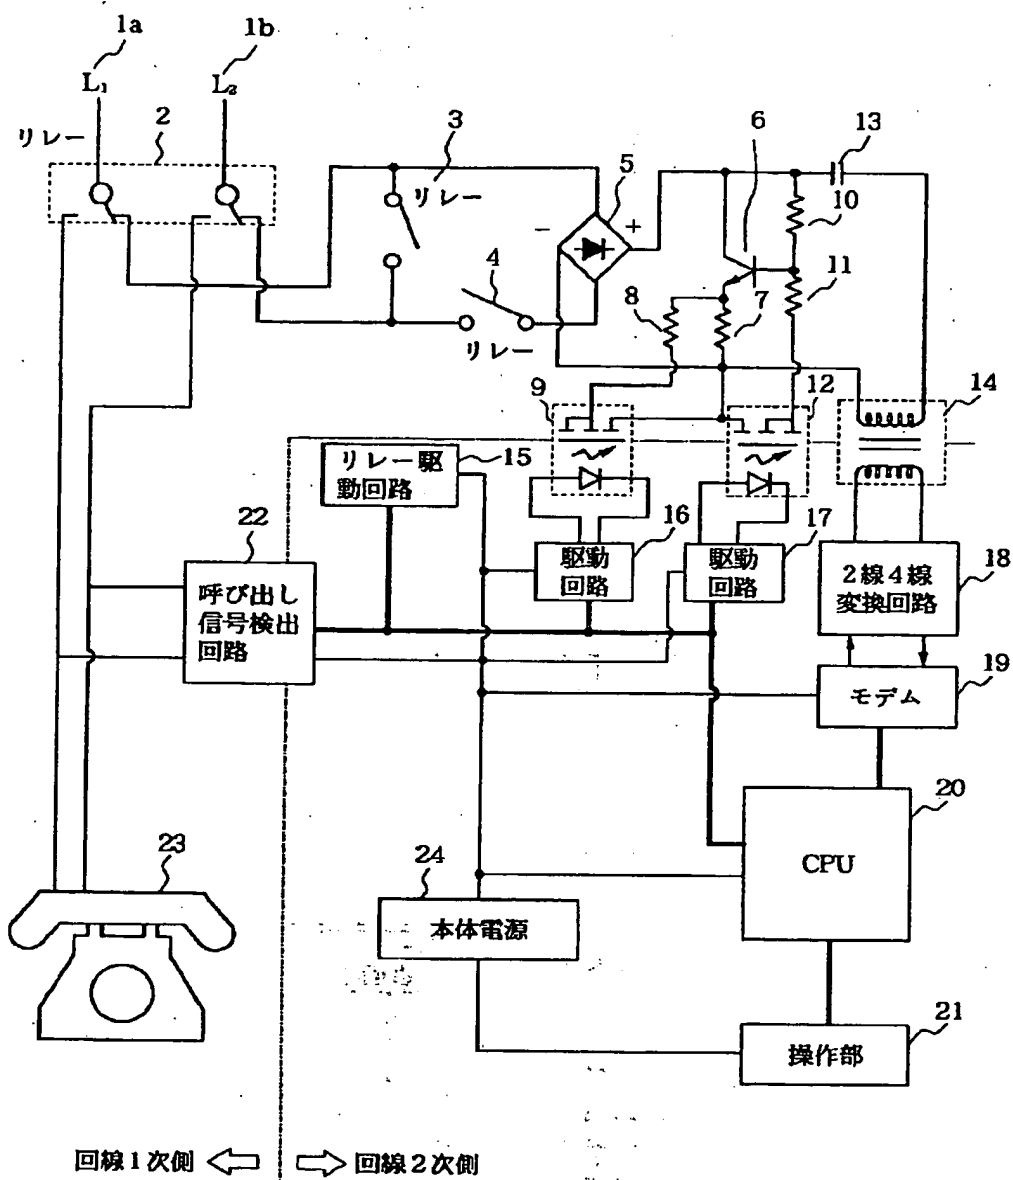 1a
1b
L₁
L₂
リレー
2
3
リレー
5
6
13
10
−
+
4
リレー
11
8
7
9
12
14
リレー駆
動回路
15
22
呼び出し
信号検出
回路
16
駆動
回路
17
駆動
回路
2線4線
変換回路
18
モデム
19
20
CPU
23
24
本体電源
21
操作部
回線1次側
回線2次側